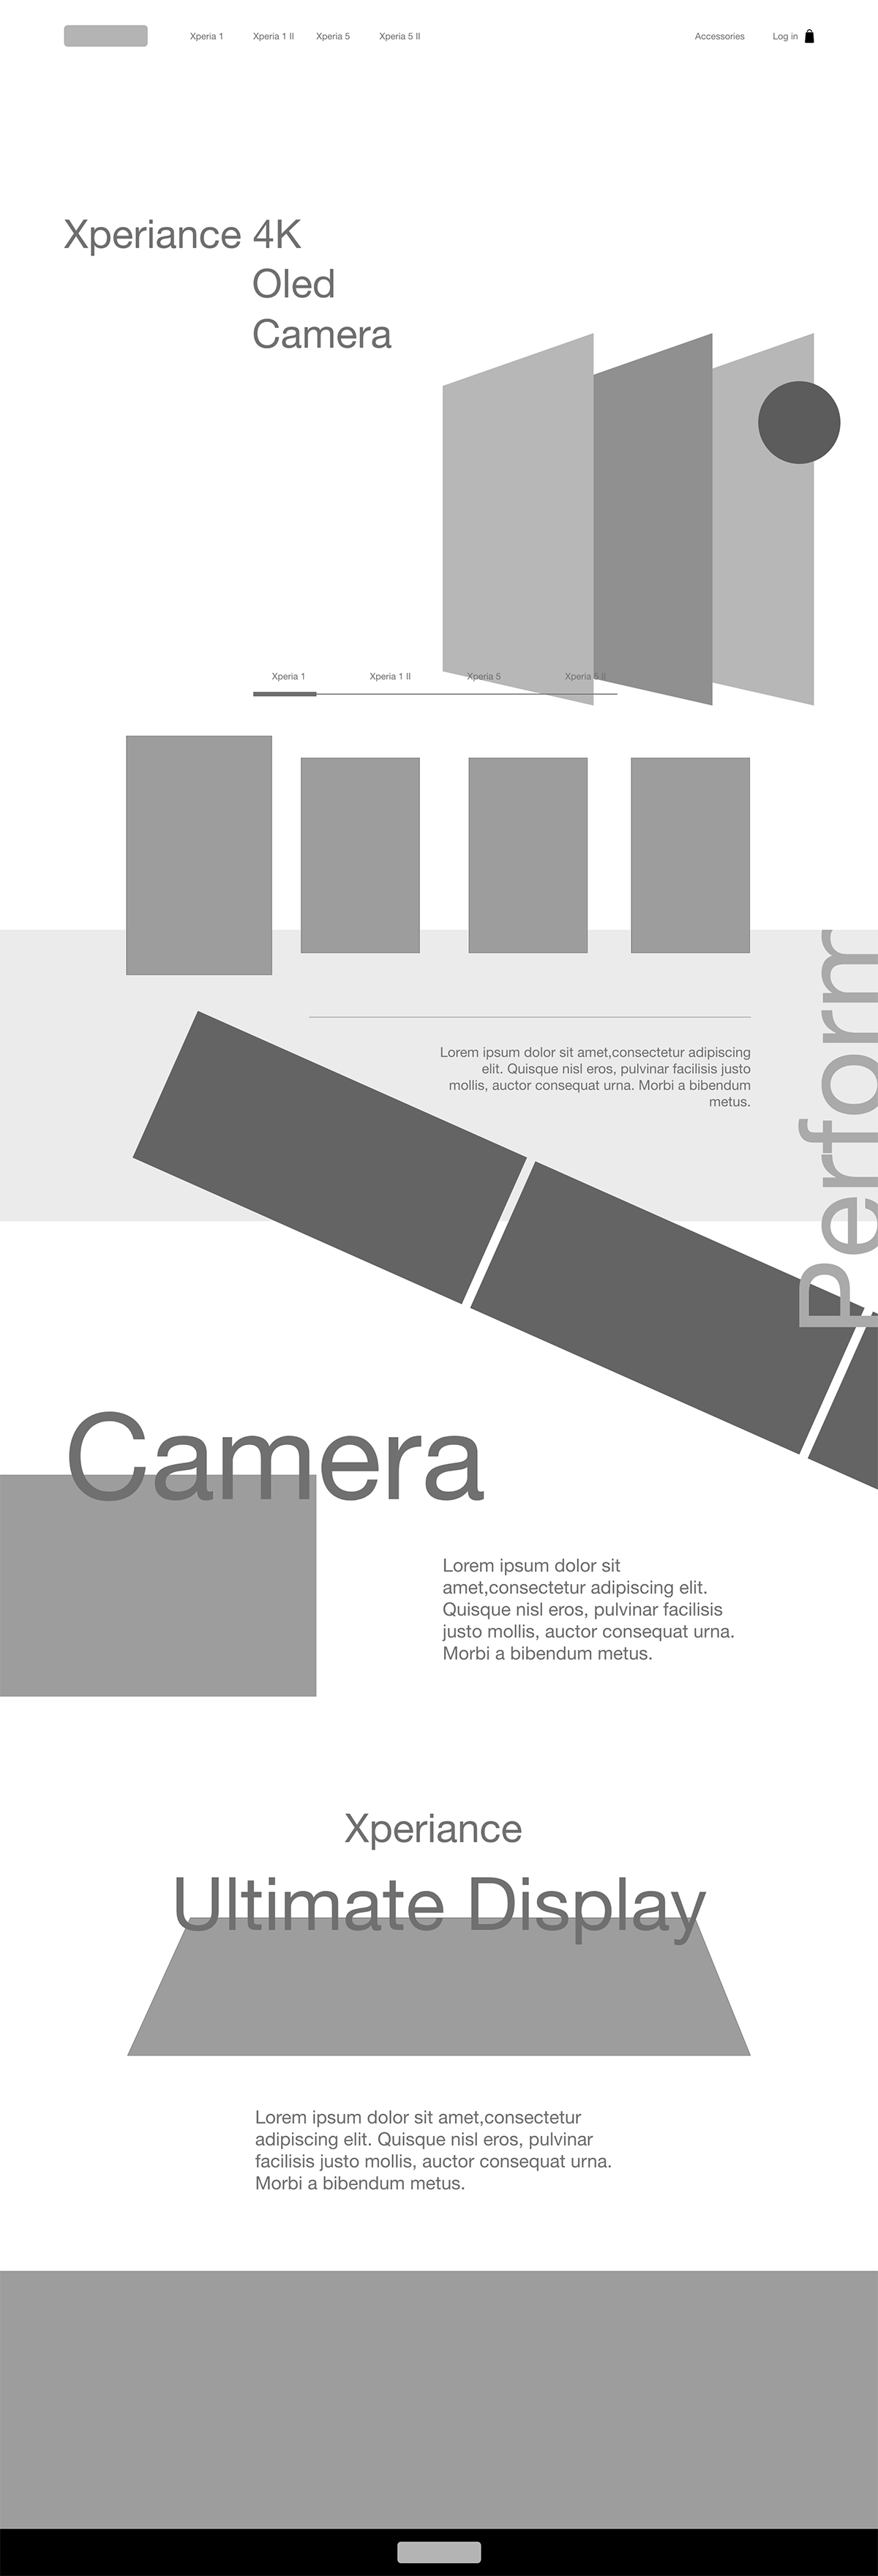 Xperia 1 Xperia 1 II Xperia 5 Xperia 5 II Accessories Log in
Xperiance 4K
Oled
Camera
Xperia 1 Xperia 1 II Xperia 5 Xperia 5 II
Perform
Lorem ipsum dolor sit amet,consectetur adipiscing
elit. Quisque nisl eros, pulvinar facilisis justo
mollis, auctor consequat urna. Morbi a bibendum
metus.
Camera
Lorem ipsum dolor sit
amet,consectetur adipiscing elit.
Quisque nisl eros, pulvinar facilisis
justo mollis, auctor consequat urna.
Morbi a bibendum metus.
Xperiance
Ultimate Display
Lorem ipsum dolor sit amet,consectetur
adipiscing elit. Quisque nisl eros, pulvinar
facilisis justo mollis, auctor consequat urna.
Morbi a bibendum metus.